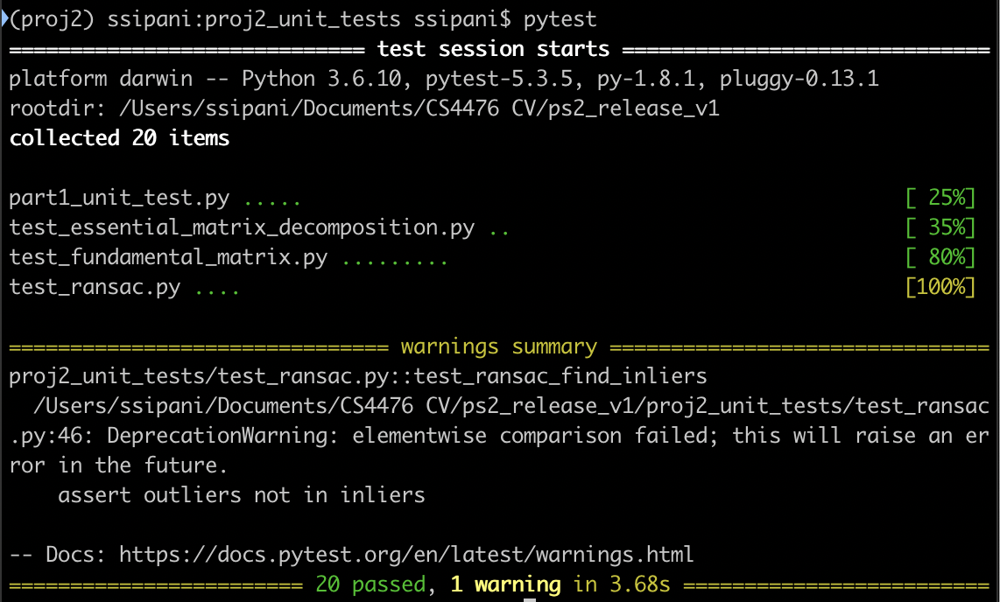 (proj2) ssipani:proj2_unit_tests ssipani$ pytest
============================= test session starts ==============================
platform darwin -- Python 3.6.10, pytest-5.3.5, py-1.8.1, pluggy-0.13.1
rootdir: /Users/ssipani/Documents/CS4476 CV/ps2_release_v1
collected 20 items
part1_unit_test.py ..... [ 25%]
test_essential_matrix_decomposition.py .. [ 35%]
test_fundamental_matrix.py ......... [ 80%]
test_ransac.py .... [100%]
=============================== warnings summary ===============================
proj2_unit_tests/test_ransac.py::test_ransac_find_inliers
/Users/ssipani/Documents/CS4476 CV/ps2_release_v1/proj2_unit_tests/test_ransac
.py:46: DeprecationWarning: elementwise comparison failed; this will raise an er
ror in the future.
assert outliers not in inliers
-- Docs: https://docs.pytest.org/en/latest/warnings.html
======================== 20 passed, 1 warning in 3.68s =========================